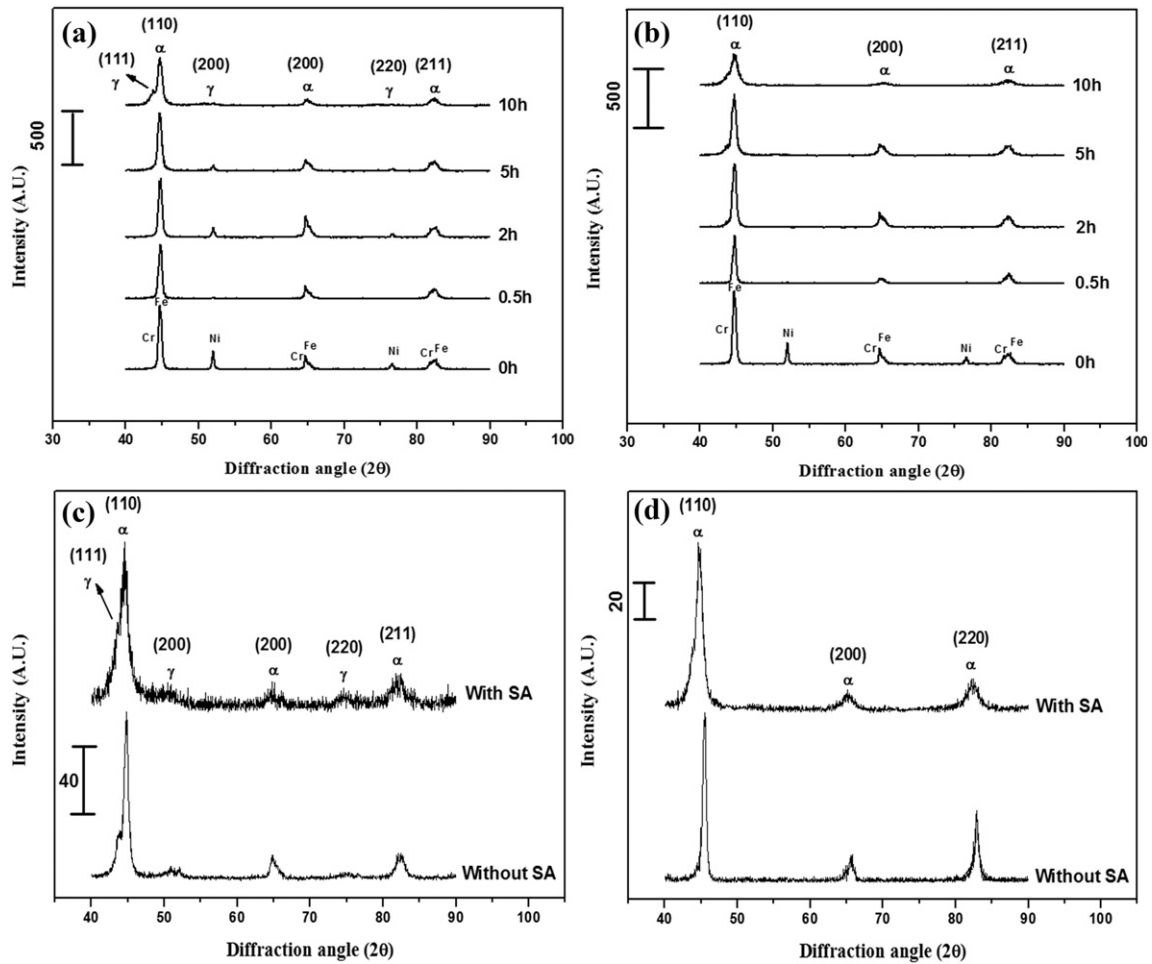 (a)
(110)
α
(111)
γ
(200)
γ
(200)
α
(220)
γ
(211)
α
10h
5h
2h
0.5h
0h
500
Fe
Cr
Ni
Cr Fe
Ni
Cr Fe
Intensity (A.U.)
30 40 50 60 70 80 90 100
Diffraction angle (2θ)
(b)
(110)
α
(200)
α
(211)
α
10h
5h
2h
0.5h
0h
500
Fe
Cr
Ni
Cr Fe
Ni
Cr Fe
Intensity (A.U.)
30 40 50 60 70 80 90 100
Diffraction angle (2θ)
(c)
(110)
α
(111)
γ
(200)
γ
(200)
α
(220)
γ
(211)
α
With SA
40
Without SA
Intensity (A.U.)
40 50 60 70 80 90 100
Diffraction angle (2θ)
(d)
(110)
α
20
(200)
α
(220)
α
With SA
Without SA
Intensity (A.U.)
40 50 60 70 80 90 100
Diffraction angle (2θ)